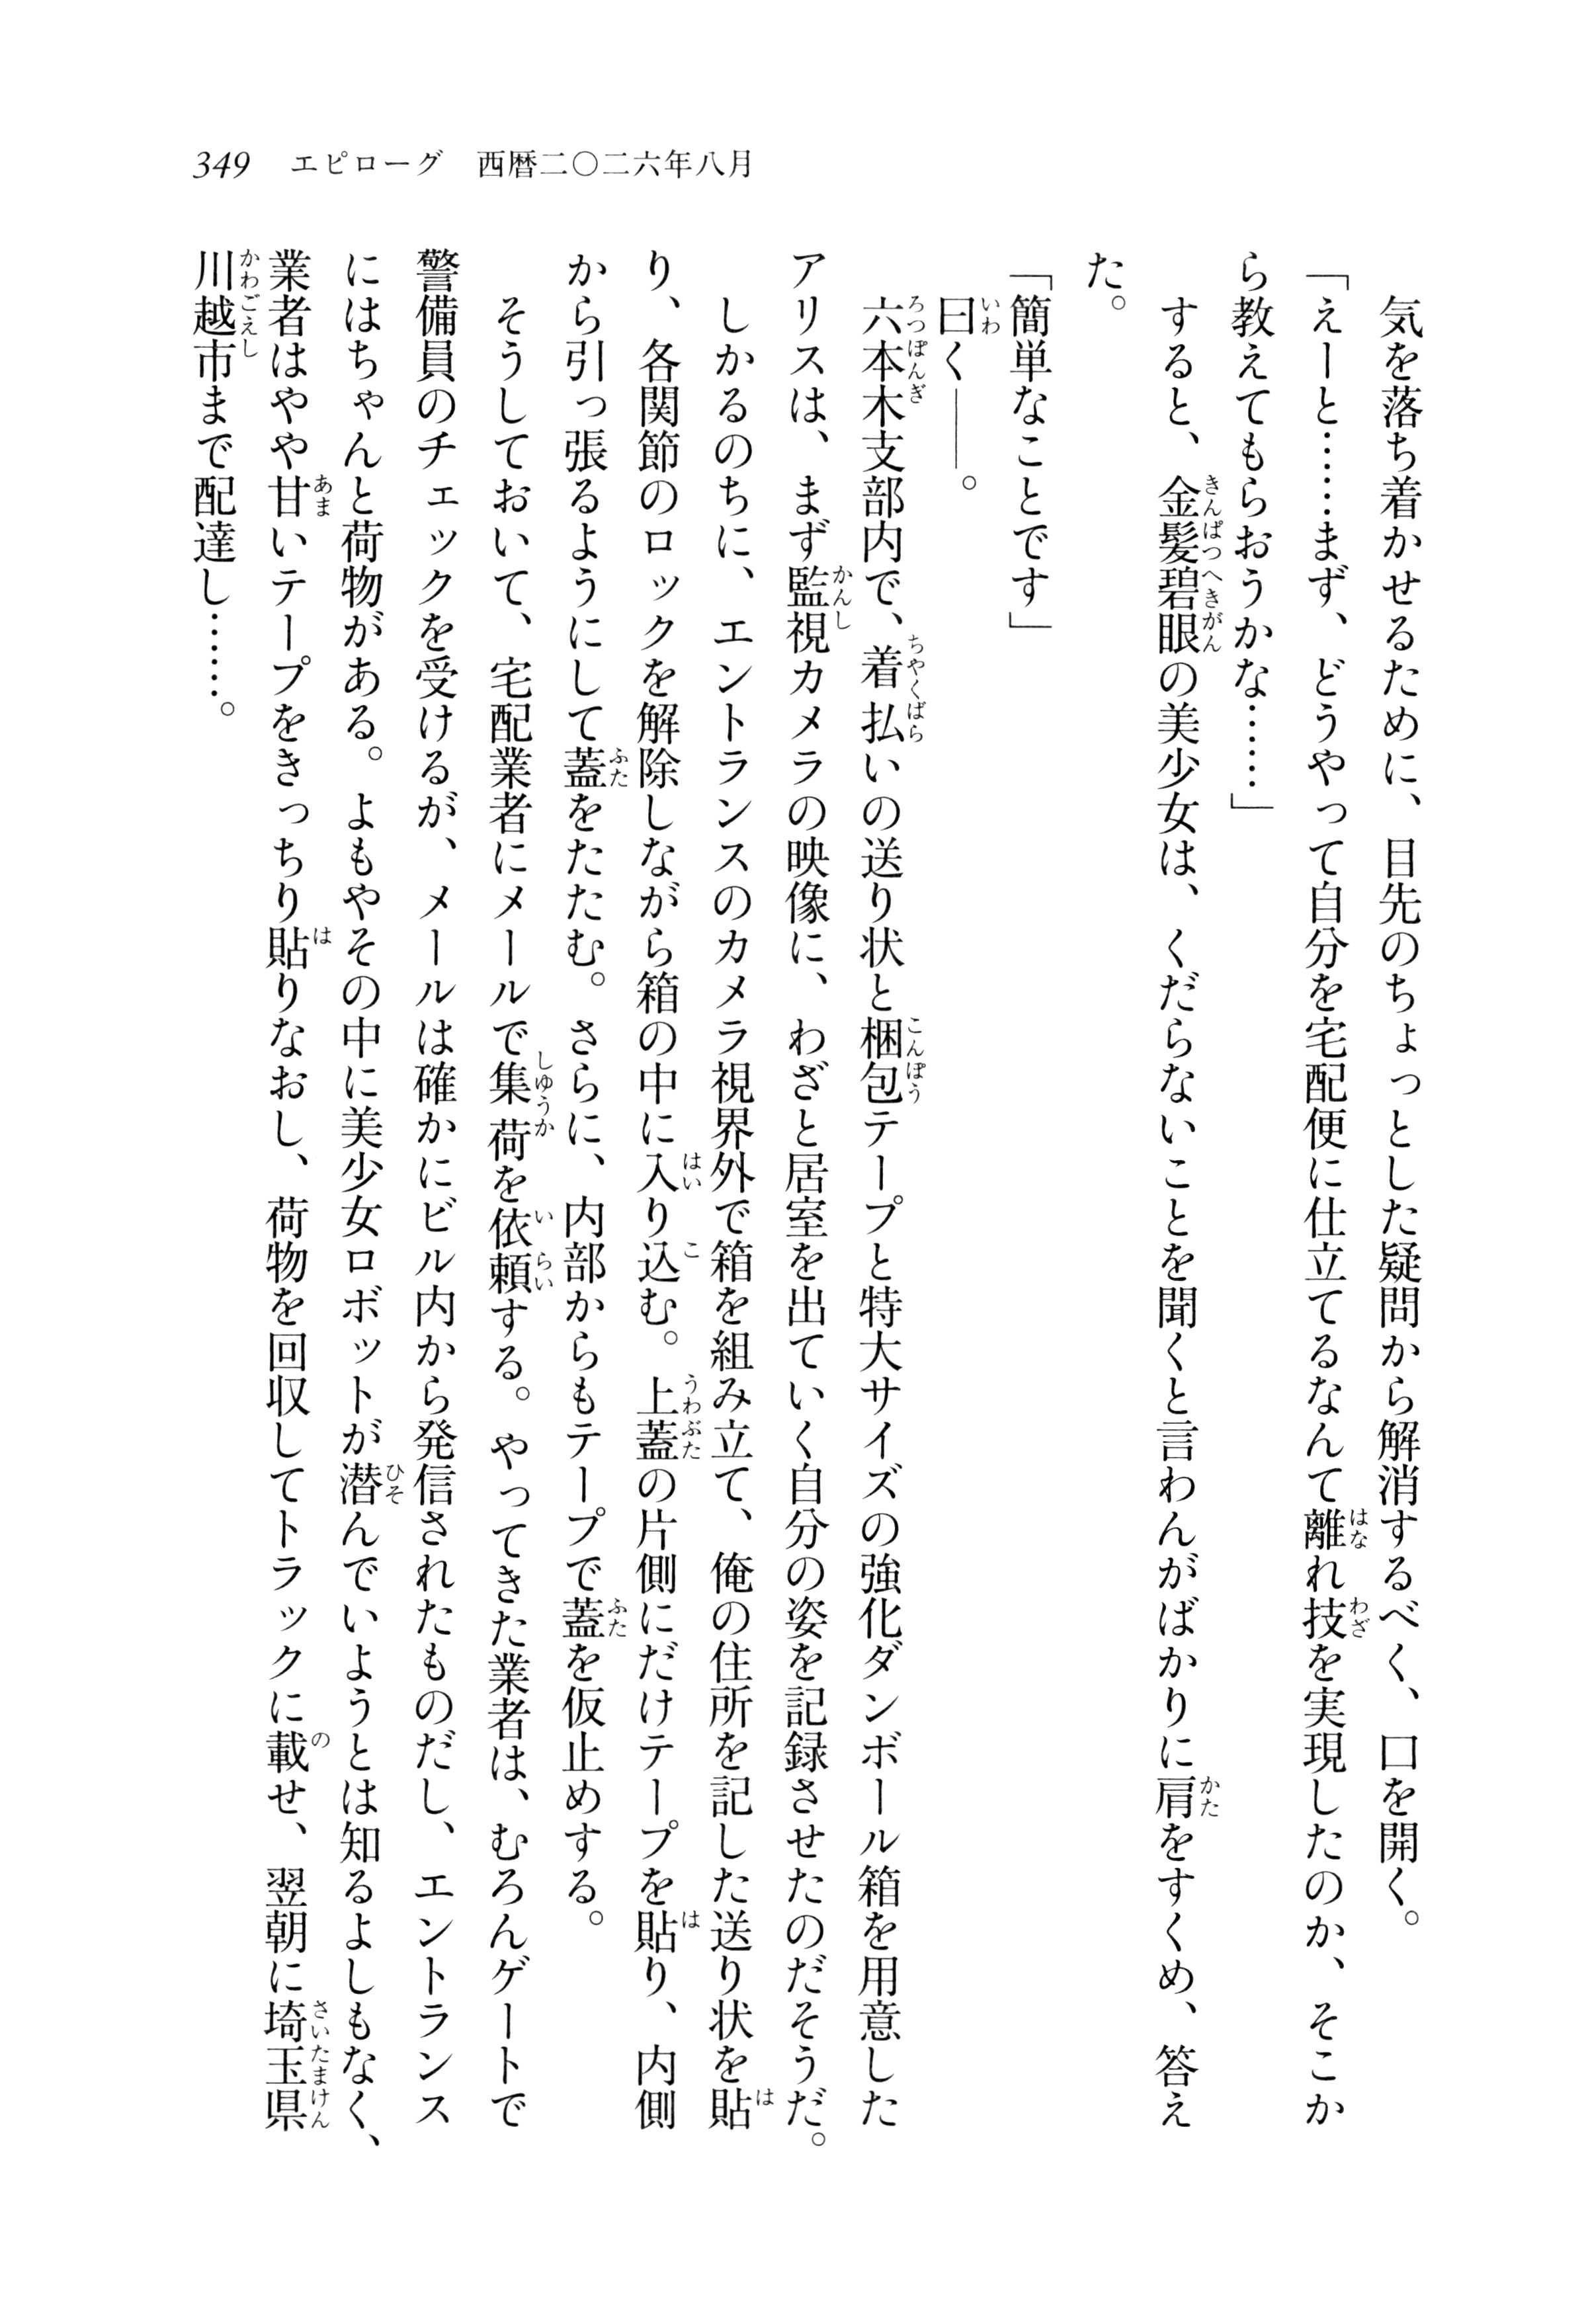 349 エピローグ 西暦二〇二六年八月
気を落ち着かせるために、目先のちょっとした疑問から解消するべく、口を開く。
「えーと……まず、どうやって自分を宅配便に仕立てるなんて離れ技を実現したのか、そこか
ら教えてもらおうかな……」
すると、金髪碧眼の美少女は、くだらないことを聞くと言わんがばかりに肩をすくめ、答え
た。
「簡単なことです」
曰く――。
六本木支部内で、着払いの送り状と梱包テープと特大サイズの強化ダンボール箱を用意した
アリスは、まず監視カメラの映像に、わざと居室を出ていく自分の姿を記録させたのだそうだ。
しかるのちに、エントランスのカメラ視界外で箱を組み立て、俺の住所を記した送り状を貼
り、各関節のロックを解除しながら箱の中に入り込む。上蓋の片側にだけテープを貼り、内側
から引っ張るようにして蓋をたたむ。さらに、内部からもテープで蓋を仮止めする。
そうしておいて、宅配業者にメールで集荷を依頼する。やってきた業者は、むろんゲートで
警備員のチェックを受けるが、メールは確かにビル内から発信されたものだし、エントランス
にはちゃんと荷物がある。よもやその中に美少女ロボットが潜んでいようとは知るよしもなく、
業者はやや甘いテープをきっちり貼りなおし、荷物を回収してトラックに載せ、翌朝に埼玉県
川越市まで配達し……。